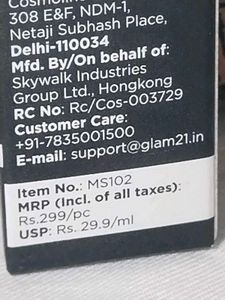 308 E&F, NDM-1,
Netaji Subhash Place,
Delhi-110034
Mfd. By/On behalf of:
Skywalk Industries
Group Ltd., Hongkong
RC No: Rc/Cos-003729
Customer Care:
+91-7835001500
E-mail: support@glam21.in
Item No.: MS102
MRP (incl. of all taxes):
Rs.299/pc
USP: Rs. 29.9/ml